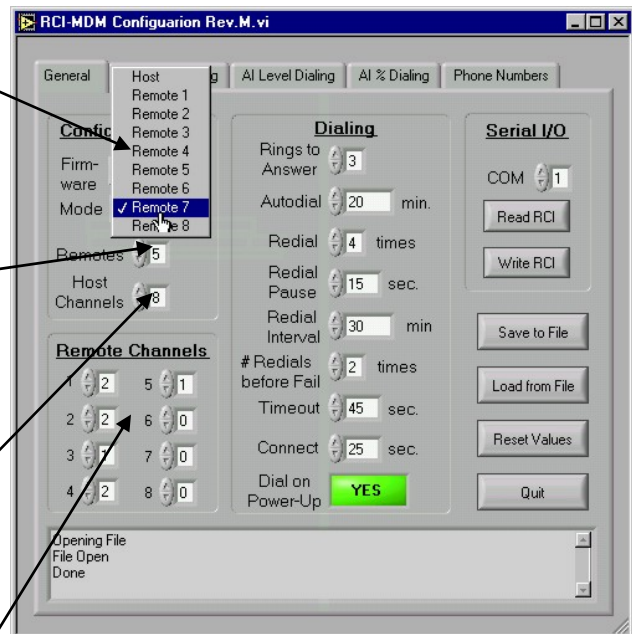 RCI-MDM Configuarion Rev.M.vi
General
AI Level Dialing
AI % Dialing
Phone Numbers
Host
Remote 1
Remote 2
Remote 3
Remote 4
Remote 5
Remote 6
✓ Remote 7
Remote 8
Firm-
ware
Mode
Remotes 5
Host
Channels 8
Remote Channels
1 2 5 1
2 2 6 0
3 1 7 0
4 2 8 0
Dialing
Rings to
Answer 3
Autodial 20 min.
Redial 4 times
Redial
Pause 15 sec.
Redial
Interval 30 min
# Redials
before Fail 2 times
Timeout 45 sec.
Connect 25 sec.
Dial on
Power-Up YES
Serial I/O
COM 1
Read RCI
Write RCI
Save to File
Load from File
Reset Values
Quit
Opening File
File Open
Done